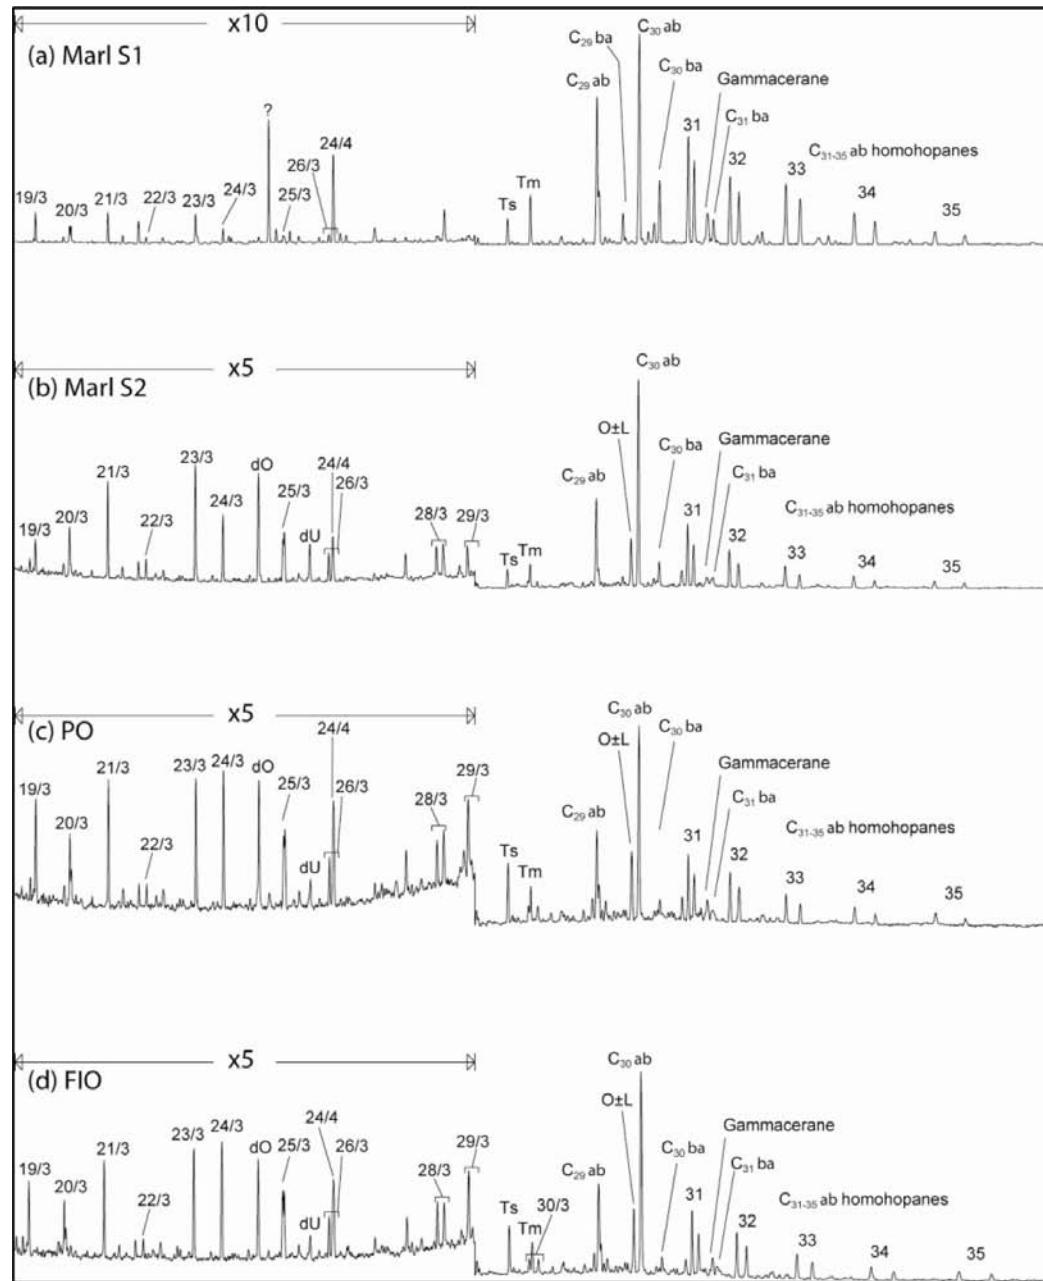 x10
(a) Marl S1
C₂₉ ba
C₃₀ ab
C₃₀ ba
C₂₉ ab
Gammacerane
?
31
C₃₁ ba
24/4
32
C₃₁₋₃₅ ab homohopanes
26/3
33
19/3
20/3
21/3
22/3
23/3
24/3
25/3
Ts
Tm
34
35
x5
(b) Marl S2
C₃₀ ab
O±L
C₃₀ ba
Gammacerane
23/3
dO
24/4
C₂₉ ab
C₃₁ ba
21/3
24/3
25/3
26/3
31
C₃₁₋₃₅ ab homohopanes
19/3
20/3
22/3
dU
28/3
29/3
Ts
Tm
32
33
34
35
x5
(c) PO
24/4
C₃₀ ab
C₃₀ ba
O±L
21/3
23/3
24/3
dO
29/3
Gammacerane
19/3
25/3
26/3
C₂₉ ab
C₃₁ ba
20/3
28/3
31
C₃₁₋₃₅ ab homohopanes
22/3
dU
Ts
Tm
32
33
34
35
x5
(d) FIO
C₃₀ ab
O±L
24/4
23/3
24/3
dO
25/3
26/3
29/3
Gammacerane
21/3
C₃₀ ba
19/3
28/3
C₂₉ ab
C₃₁ ba
20/3
22/3
dU
Ts
Tm
30/3
31
C₃₁₋₃₅ ab homohopanes
32
33
34
35